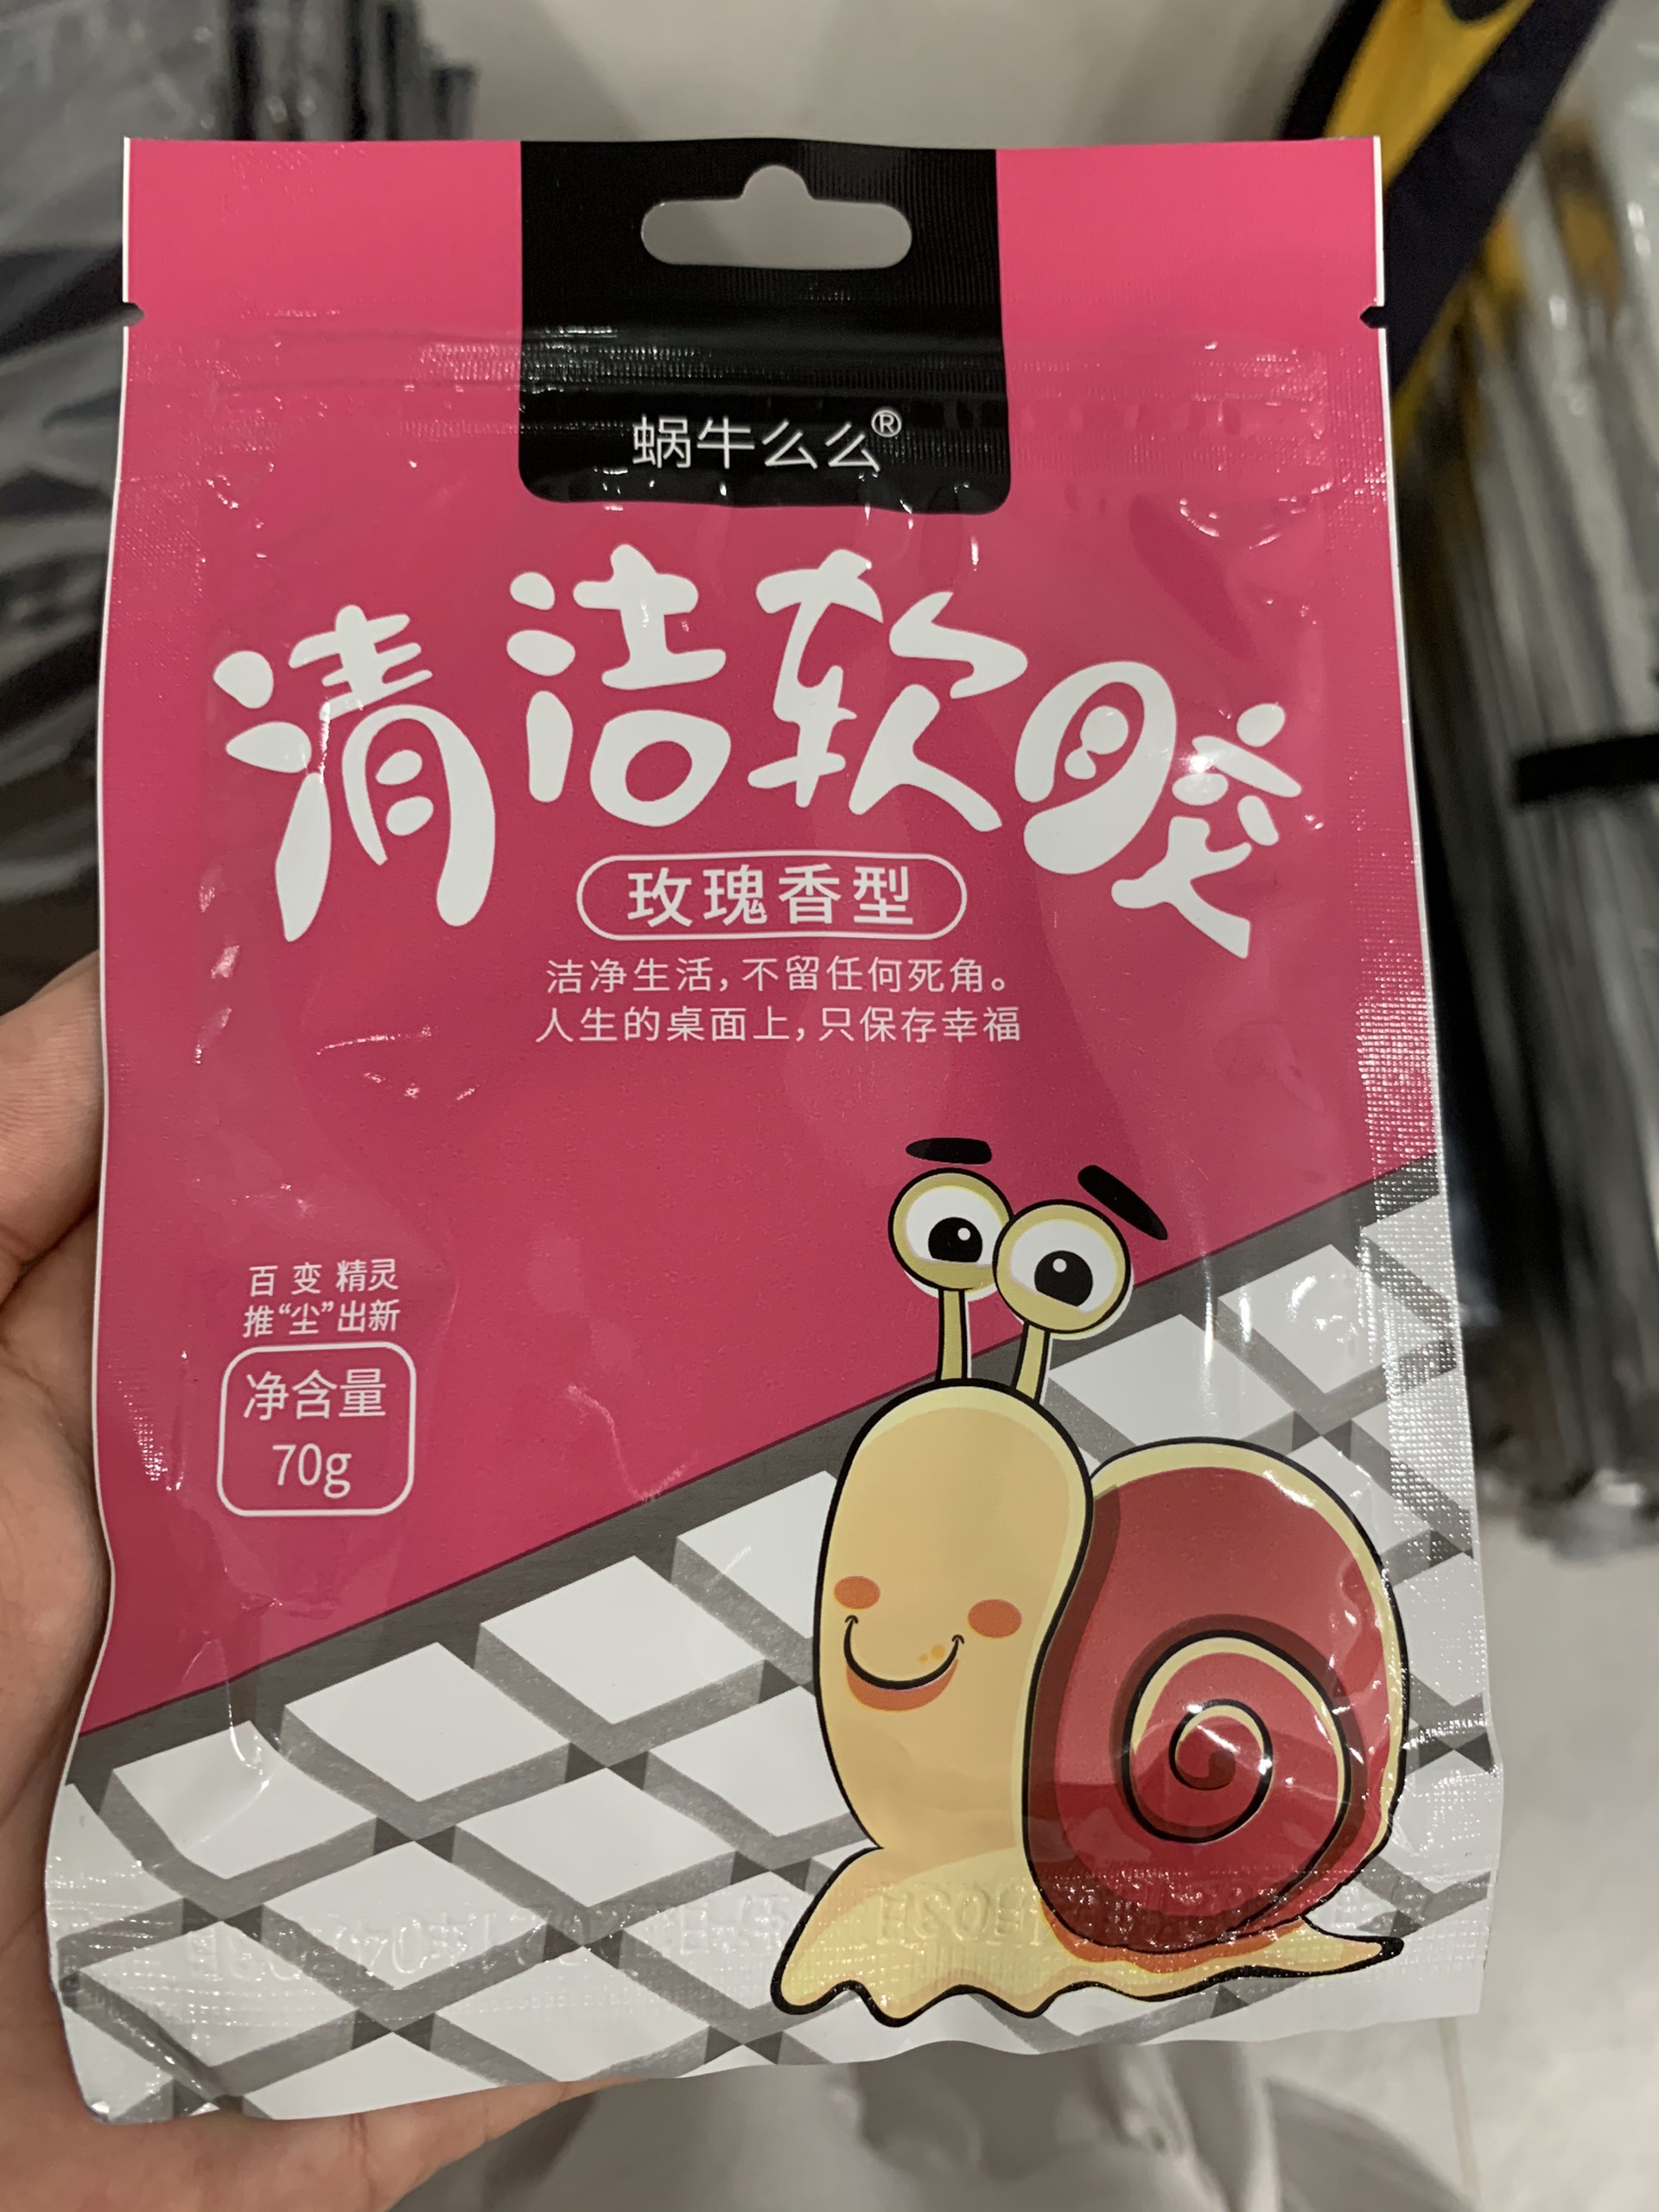 蜗牛么么®
清洁软胶
玫瑰香型
洁净生活，不留任何死角。
人生的桌面上，只保存幸福
百变精灵
推“尘”出新
净含量
70g